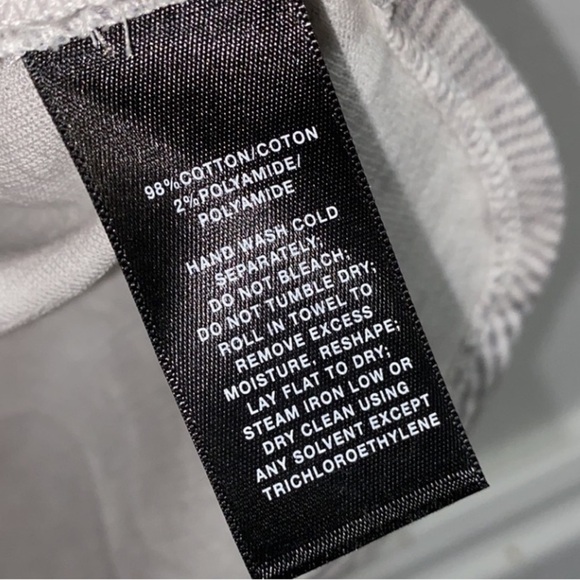 98%COTTON/COTON
2%POLYAMIDE/
POLYAMIDE
HAND WASH COLD
SEPARATELY;
DO NOT BLEACH;
DO NOT TUMBLE DRY;
ROLL IN TOWEL TO
REMOVE EXCESS
MOISTURE, RESHAPE;
LAY FLAT TO DRY;
STEAM IRON LOW OR
DRY CLEAN USING
ANY SOLVENT EXCEPT
TRICHLOROETHYLENE